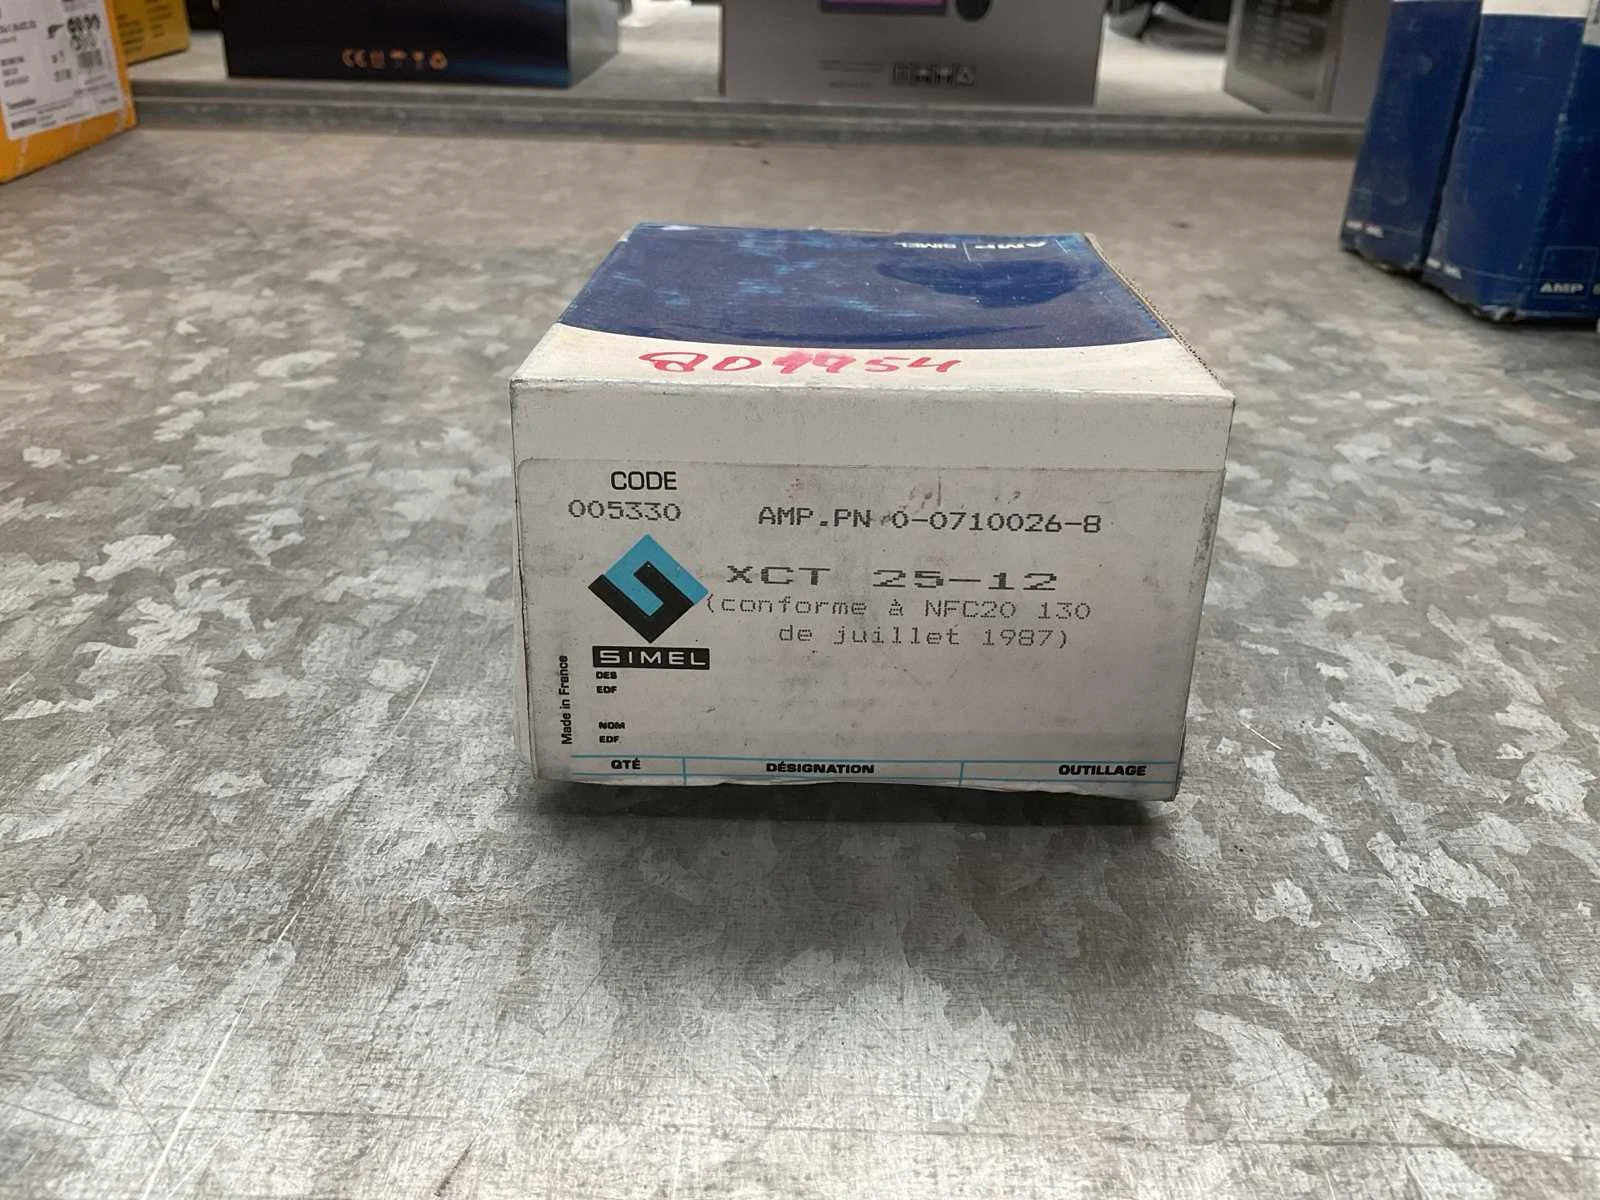 AMP SIMEL
CODE
005330
AMP.PN 0-0710026-8
XCT 25-12
(conforme à NFC20 130
de juillet 1987)
SIMEL
DES
EDF
NOM
EDF
Made in France
QTÉ DÉSIGNATION OUTILLAGE
AMP